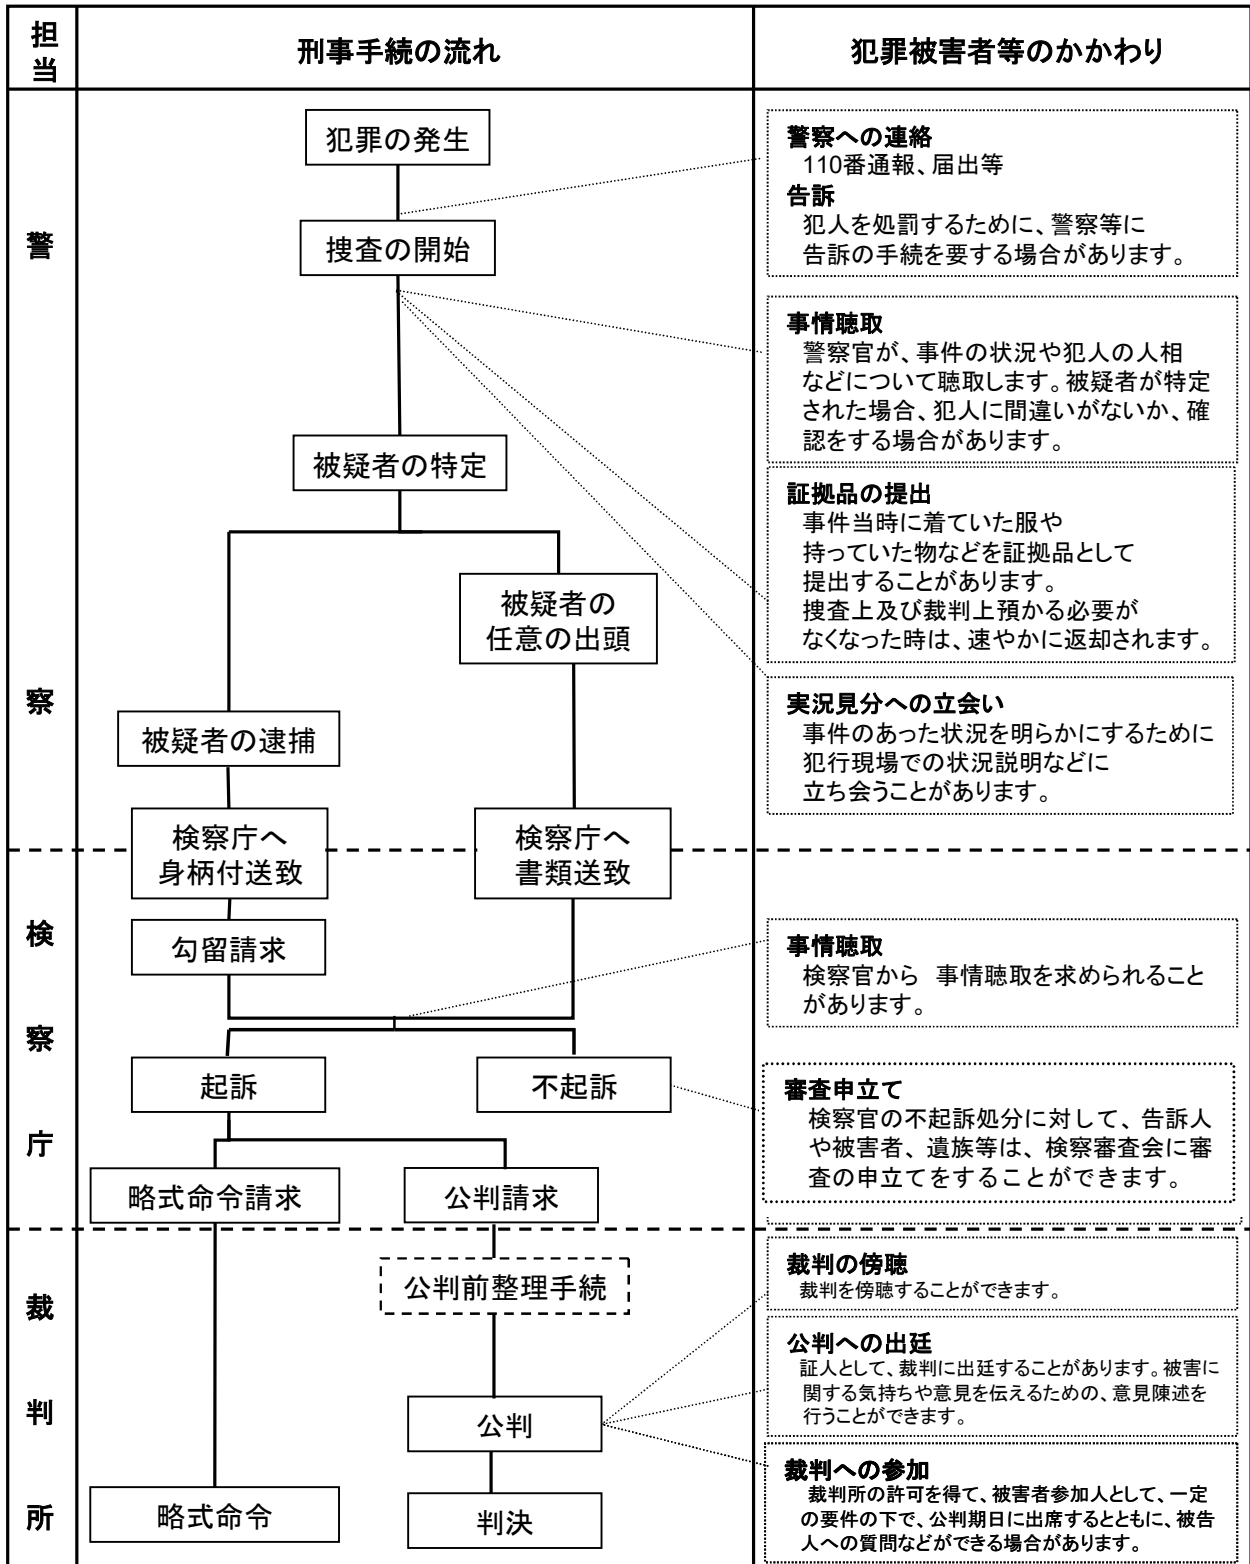 担当
刑事手続の流れ
犯罪被害者等のかかわり
警
察
犯罪の発生
捜査の開始
被疑者の特定
被疑者の
任意の出頭
被疑者の逮捕
検察庁へ
身柄付送致
検察庁へ
書類送致
警察への連絡
110番通報、届出等
告訴
犯人を処罰するために、警察等に
告訴の手続を要する場合があります。
事情聴取
警察官が、事件の状況や犯人の人相
などについて聴取します。被疑者が特定
された場合、犯人に間違いがないか、確
認をする場合があります。
証拠品の提出
事件当時に着ていた服や
持っていた物などを証拠品として
提出することがあります。
捜査上及び裁判上預かる必要が
なくなった時は、速やかに返却されます。
実況見分への立会い
事件のあった状況を明らかにするために
犯行現場での状況説明などに
立ち会うことがあります。
検
察
庁
勾留請求
起訴
不起訴
略式命令請求
公判請求
事情聴取
検察官から 事情聴取を求められること
があります。
審査申立て
検察官の不起訴処分に対して、告訴人
や被害者、遺族等は、検察審査会に審
査の申立てをすることができます。
裁
判
所
公判前整理手続
公判
略式命令
判決
裁判の傍聴
裁判を傍聴することができます。
公判への出廷
証人として、裁判に出廷することがあります。被害に
関する気持ちや意見を伝えるための、意見陳述を
行うことができます。
裁判への参加
裁判所の許可を得て、被害者参加人として、一定
の要件の下で、公判期日に出席するとともに、被告
人への質問などができる場合があります。